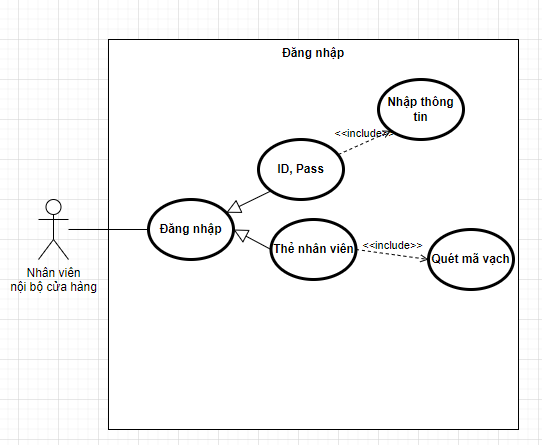 Đăng nhập
Nhập thông
tin
<<include>>
ID, Pass
Đăng nhập
Thẻ nhân viên
<<include>>
Quét mã vạch
Nhân viên
nội bộ cửa hàng